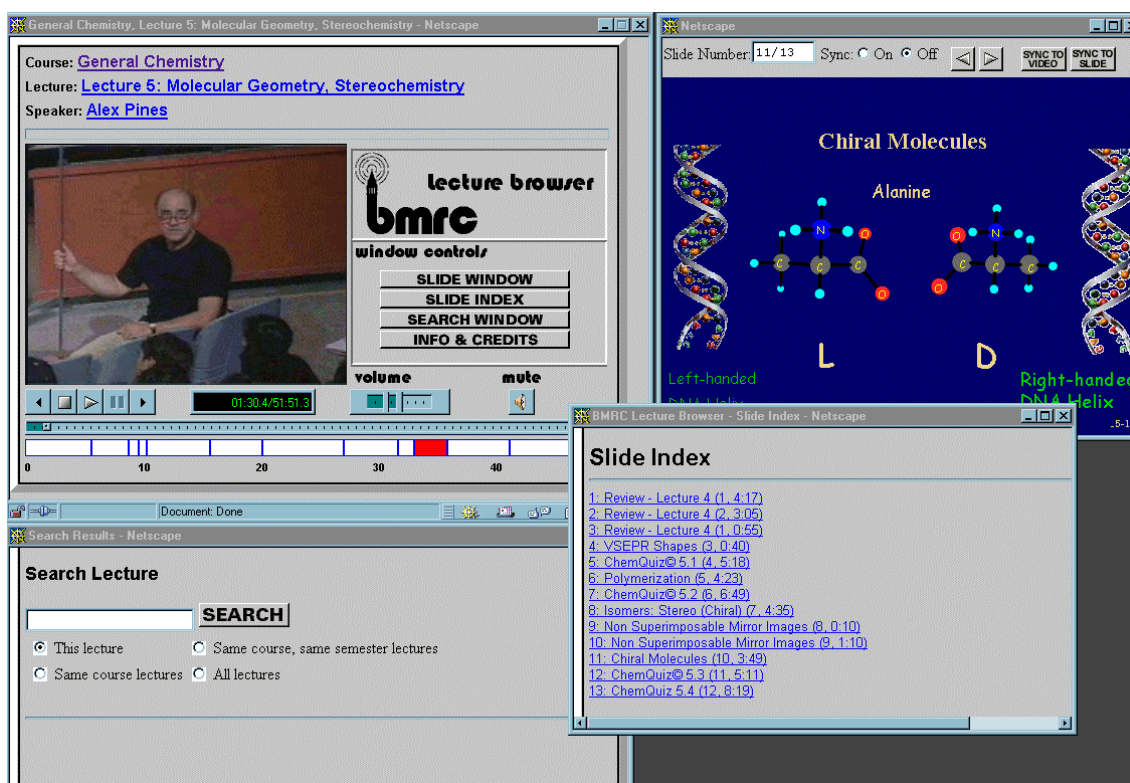 General Chemistry, Lecture 5: Molecular Geometry, Stereochemistry - Netscape
Course: General Chemistry
Lecture: Lecture 5: Molecular Geometry, Stereochemistry
Speaker: Alex Pines
lecture browser
bmrc
window controls
SLIDE WINDOW
SLIDE INDEX
SEARCH WINDOW
INFO & CREDITS
volume mute
01:30.4/51:51.3
0 10 20 30 40
Document: Done
Netscape
Slide Number: 11/13 Sync: On Off SYNC TO VIDEO SYNC TO SLIDE
Chiral Molecules
Alanine
N N
C C C C C C
O O O O
L D
Left-handed
DNA Helix
Right-handed
DNA Helix
Search Results - Netscape
Search Lecture
SEARCH
This lecture Same course, same semester lectures
Same course lectures All lectures
BMRC Lecture Browser - Slide Index - Netscape
Slide Index
1: Review - Lecture 4 (1, 4:17)
2: Review - Lecture 4 (2, 3:05)
3: Review - Lecture 4 (1, 0:55)
4: VSEPR Shapes (3, 0:40)
5: ChemQuiz© 5.1 (4, 5:18)
6: Polymerization (5, 4:23)
7: ChemQuiz© 5.2 (6, 6:49)
8: Isomers: Stereo (Chiral) (7, 4:35)
9: Non Superimposable Mirror Images (8, 0:10)
10: Non Superimposable Mirror Images (9, 1:10)
11: Chiral Molecules (10, 3:49)
12: ChemQuiz© 5.3 (11, 5:11)
13: ChemQuiz 5.4 (12, 8:19)